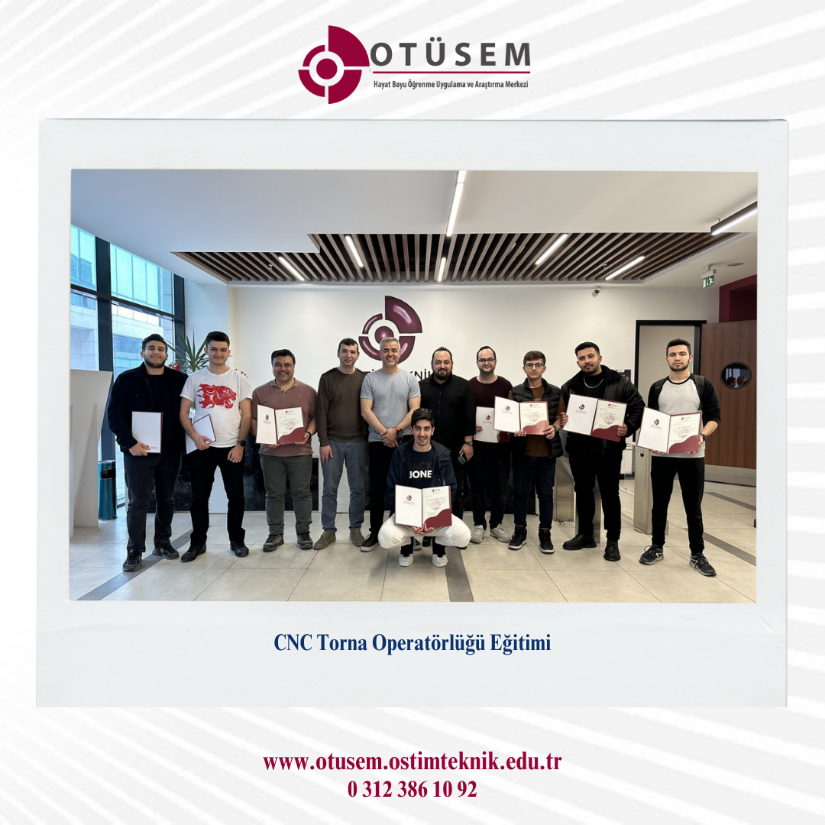 OTÜSEM
Hayat Boyu Öğrenme Uygulama ve Araştırma Merkezi
JONE
CNC Torna Operatörlüğü Eğitimi
www.otusem.ostimteknik.edu.tr
0 312 386 10 92